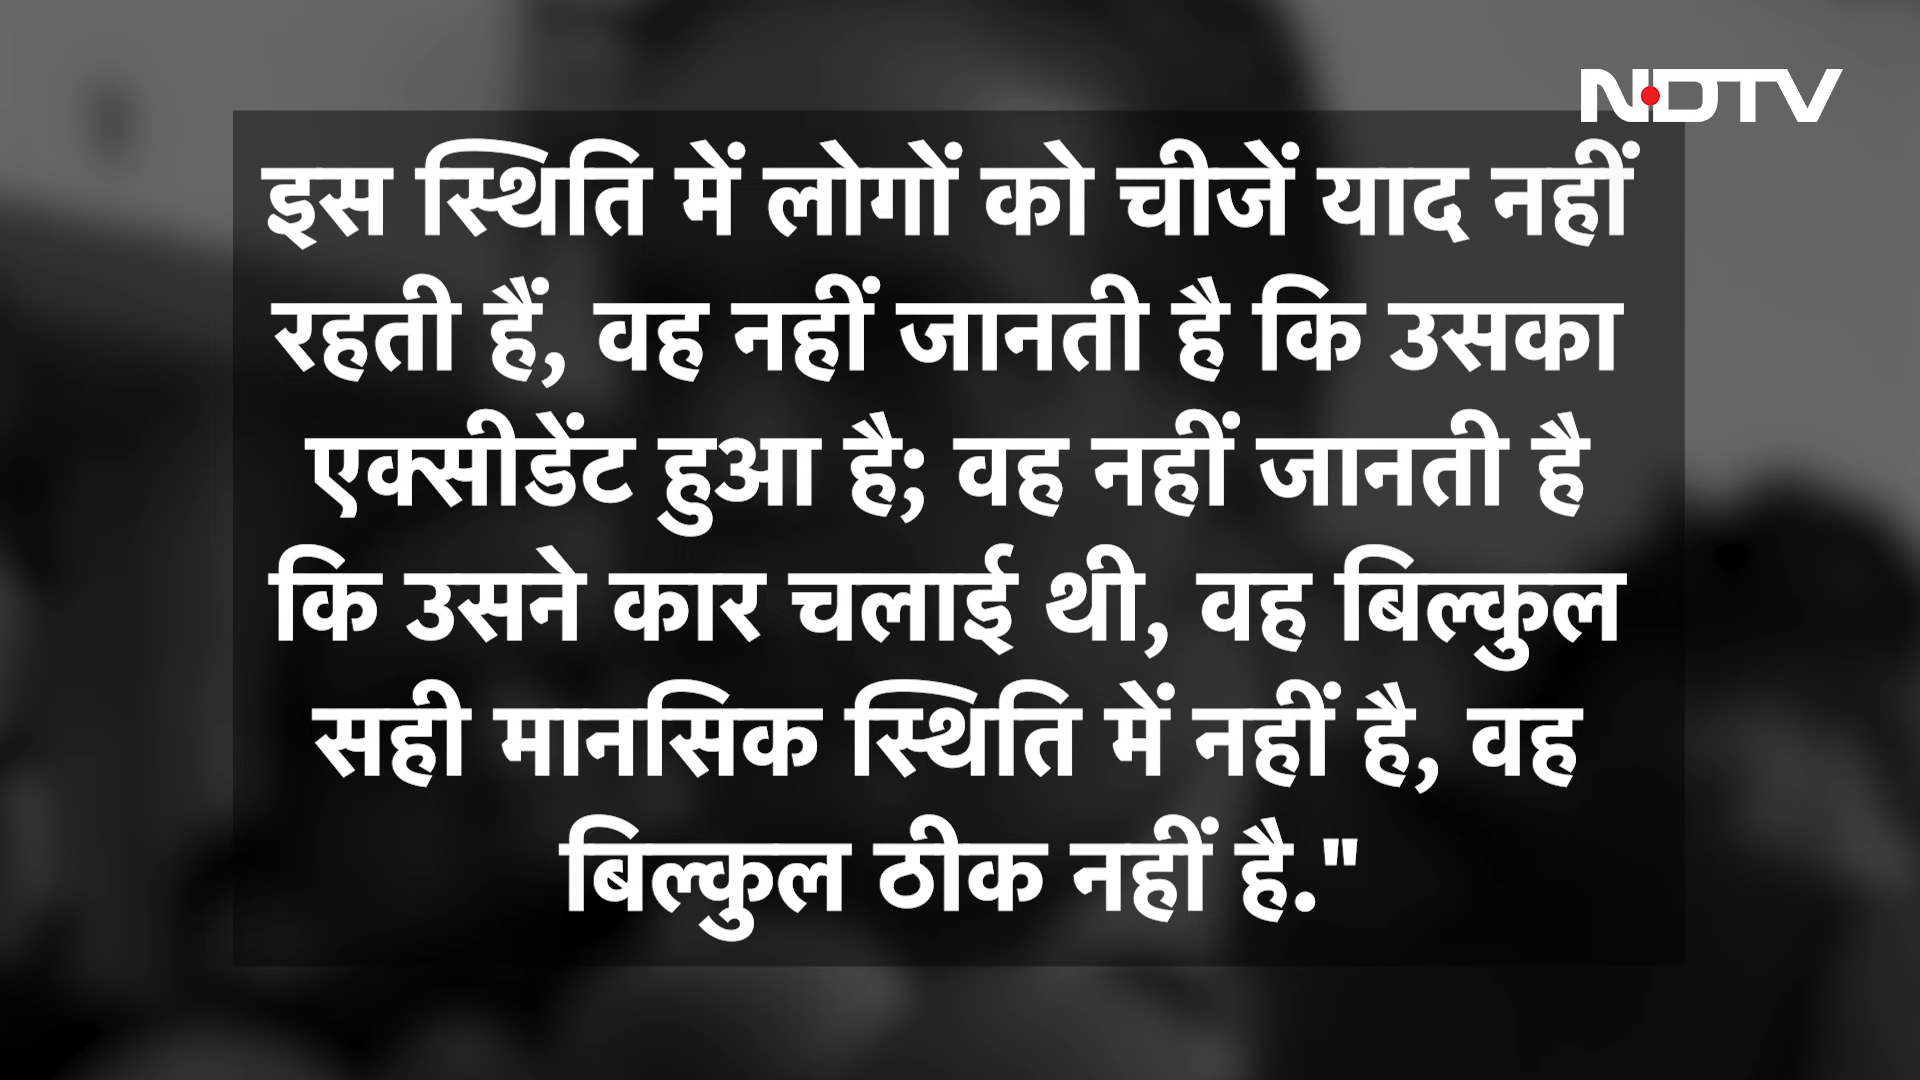 NDTV
इस स्थिति में लोगों को चीजें याद नहीं
रहती हैं, वह नहीं जानती है कि उसका
एक्सीडेंट हुआ है; वह नहीं जानती है
कि उसने कार चलाई थी, वह बिल्कुल
सही मानसिक स्थिति में नहीं है, वह
बिल्कुल ठीक नहीं है."